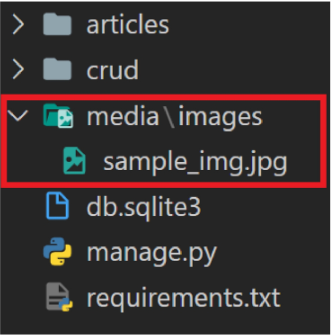 articles
crud
media\images
sample_img.jpg
db.sqlite3
manage.py
requirements.txt